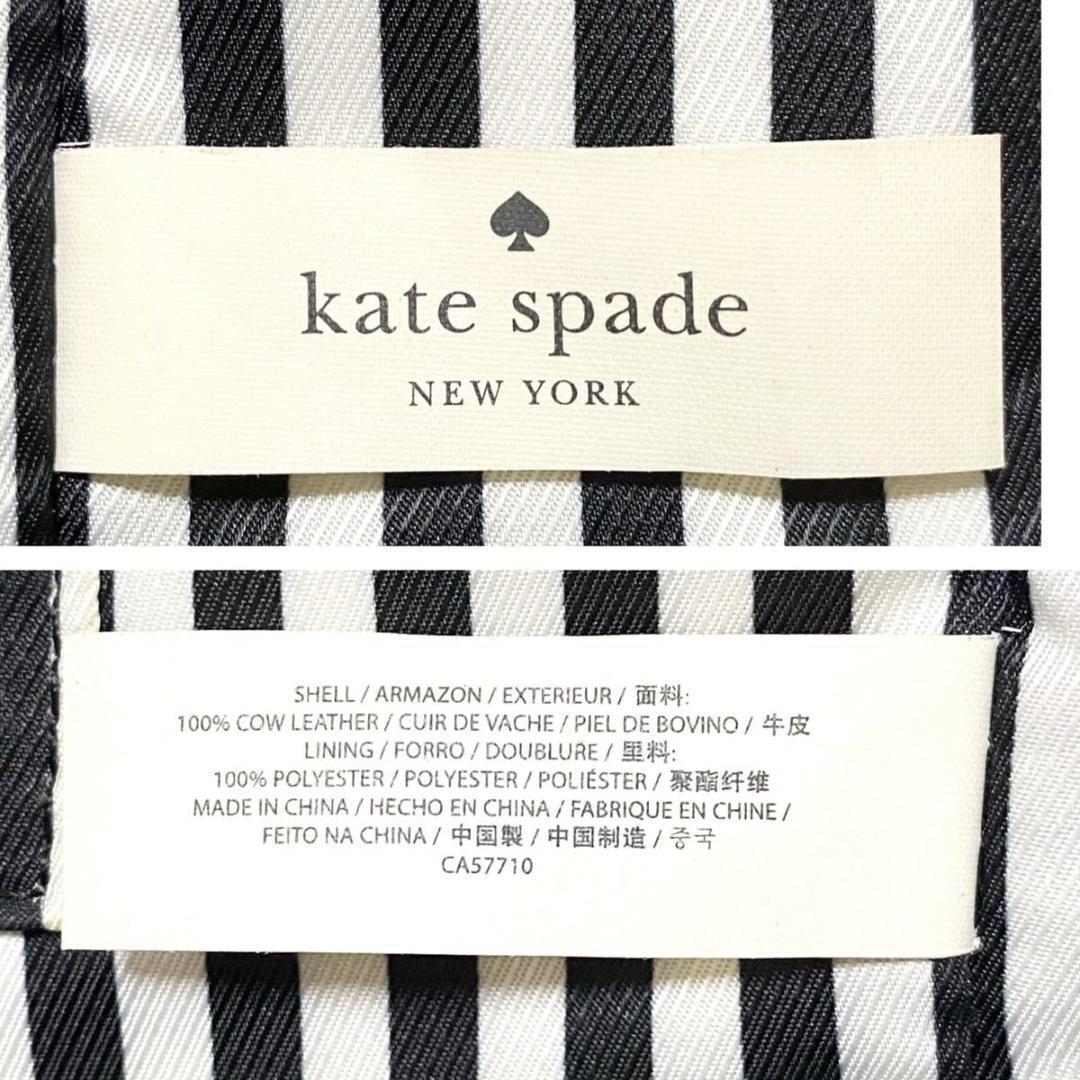 kate spade
NEW YORK
SHELL / ARMAZON / EXTERIEUR / 面料:
100% COW LEATHER / CUIR DE VACHE / PIEL DE BOVINO / 牛皮
LINING / FORRO / DOUBLURE / 里料:
100% POLYESTER / POLYESTER / POLIÉSTER / 聚酯纤维
MADE IN CHINA / HECHO EN CHINA / FABRIQUE EN CHINE /
FEITO NA CHINA / 中国製 / 中国制造 / 중국
CA57710